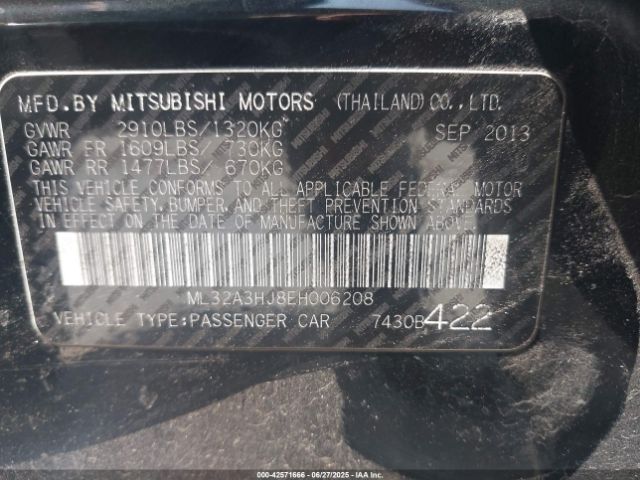 MFD.BY MITSUBISHI MOTORS (THAILAND)CO.,LTD.
GVWR 2910LBS/1320KG SEP 2013
GAWR FR 1609LBS/ 730KG
GAWR RR 1477LBS/ 670KG
THIS VEHICLE CONFORMS TO ALL APPLICABLE FEDERAL MOTOR
VEHICLE SAFETY,BUMPER, AND THEFT PREVENTION STANDARDS
IN EFFECT ON THE DATE OF MANUFACTURE SHOWN ABOVE.
ML32A3HJ8EH006208
VEHICLE TYPE:PASSENGER CAR 7430B422
000-42571666 - 06/27/2025 - IAAI.COM